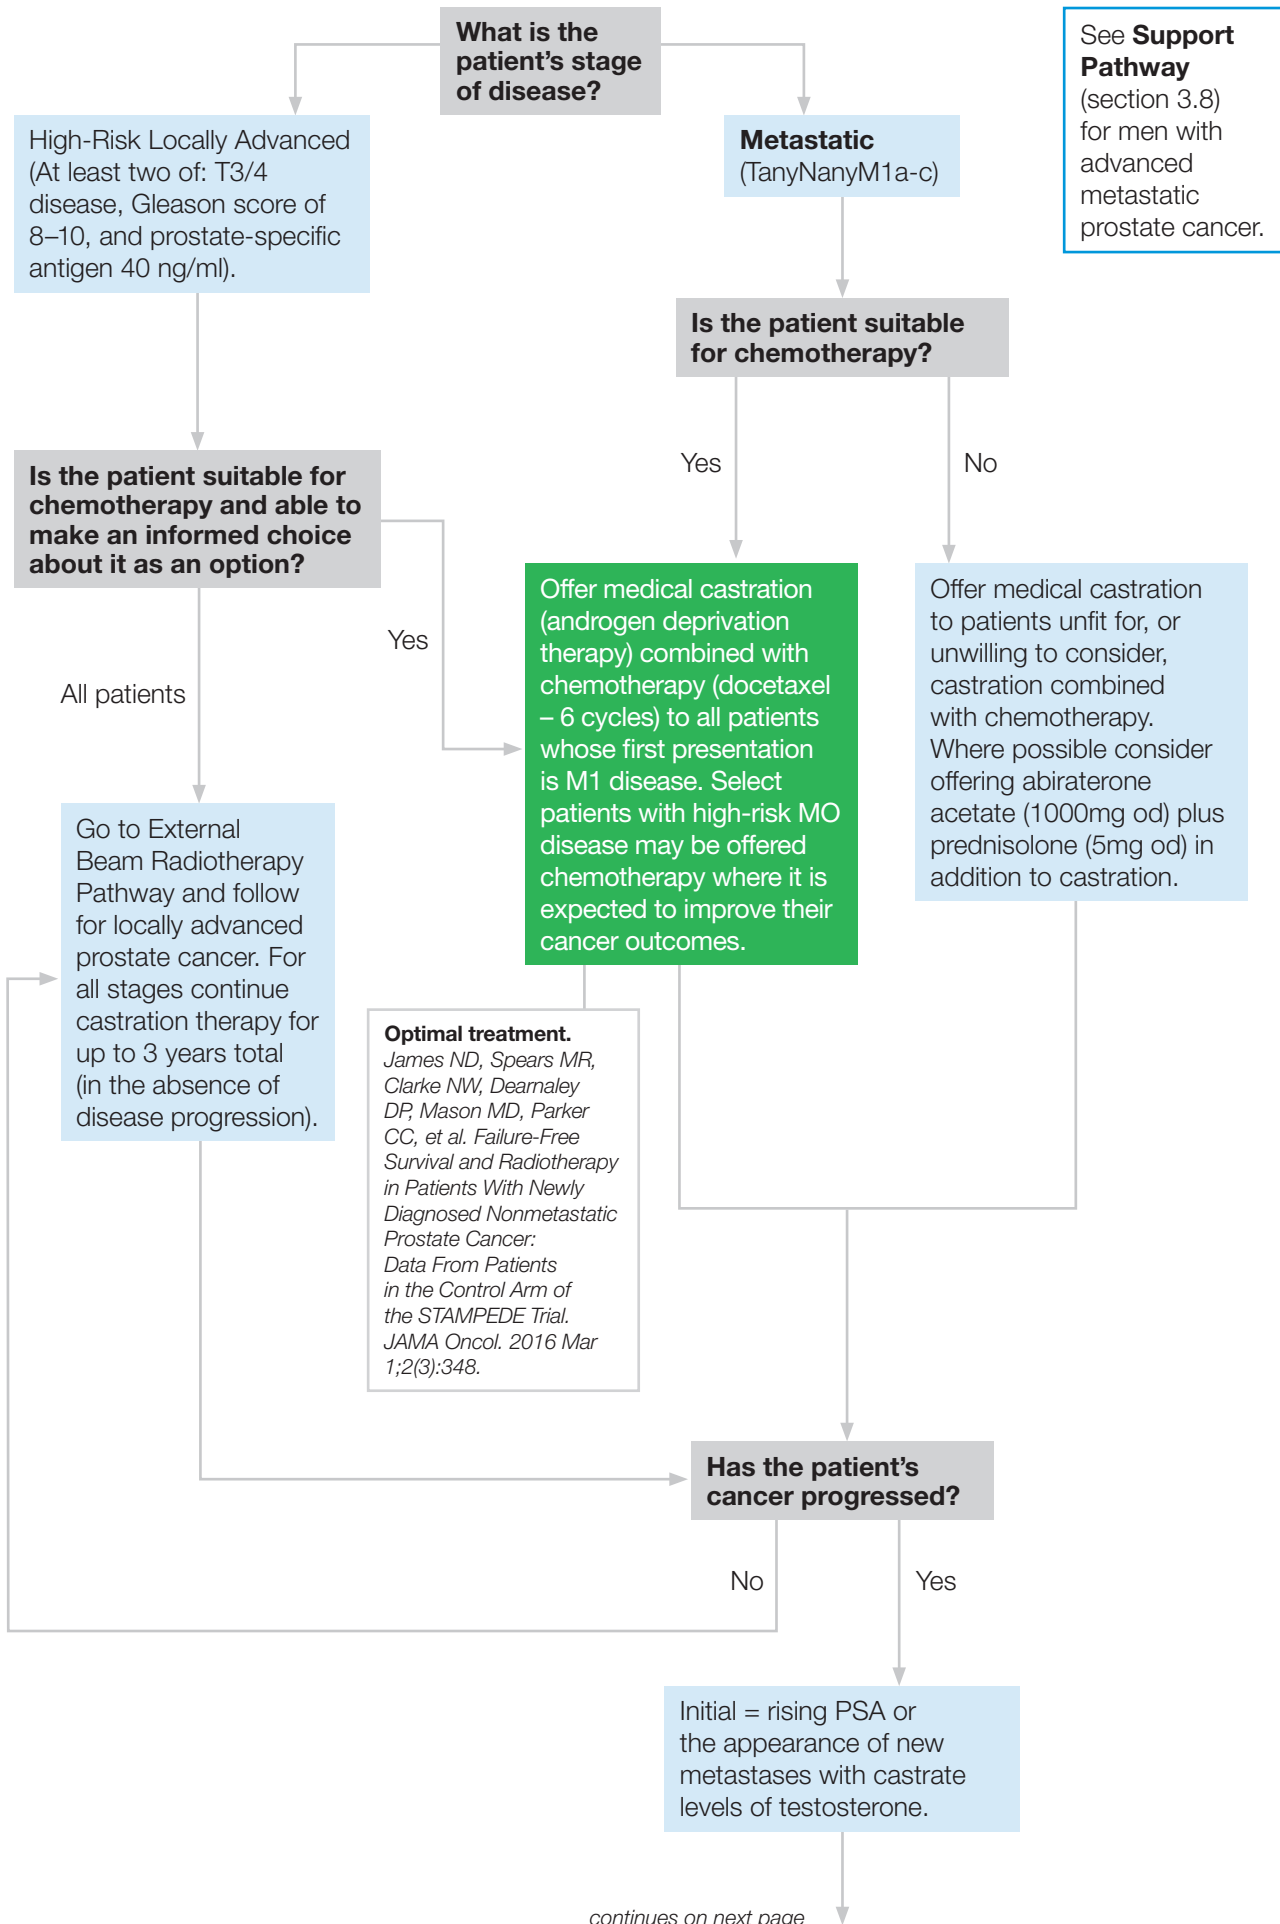 What is the
patient’s stage
of disease?
See Support
Pathway
(section 3.8)
for men with
advanced
metastatic
prostate cancer.
High-Risk Locally Advanced
(At least two of: T3/4
disease, Gleason score of
8–10, and prostate-specific
antigen 40 ng/ml).
Metastatic
(TanyNanyM1a-c)
Is the patient suitable
for chemotherapy?
Yes
No
Is the patient suitable for
chemotherapy and able to
make an informed choice
about it as an option?
Yes
All patients
Offer medical castration
(androgen deprivation
therapy) combined with
chemotherapy (docetaxel
– 6 cycles) to all patients
whose first presentation
is M1 disease. Select
patients with high-risk MO
disease may be offered
chemotherapy where it is
expected to improve their
cancer outcomes.
Offer medical castration
to patients unfit for, or
unwilling to consider,
castration combined
with chemotherapy.
Where possible consider
offering abiraterone
acetate (1000mg od) plus
prednisolone (5mg od) in
addition to castration.
Go to External
Beam Radiotherapy
Pathway and follow
for locally advanced
prostate cancer. For
all stages continue
castration therapy for
up to 3 years total
(in the absence of
disease progression).
Optimal treatment.
James ND, Spears MR,
Clarke NW, Dearnaley
DP, Mason MD, Parker
CC, et al. Failure-Free
Survival and Radiotherapy
in Patients With Newly
Diagnosed Nonmetastatic
Prostate Cancer:
Data From Patients
in the Control Arm of
the STAMPEDE Trial.
JAMA Oncol. 2016 Mar
1;2(3):348.
Has the patient’s
cancer progressed?
No
Yes
Initial = rising PSA or
the appearance of new
metastases with castrate
levels of testosterone.
continues on next page